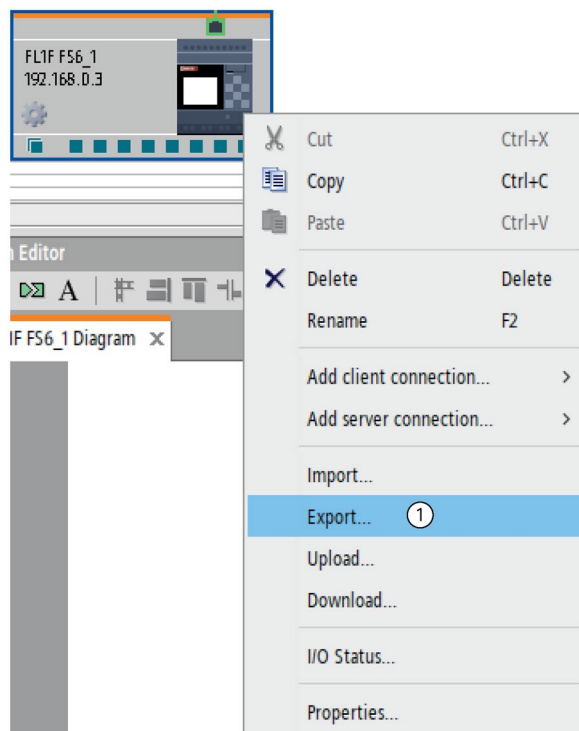 FL1F FS6_1
192.168.0.3
Cut Ctrl+X
Copy Ctrl+C
Paste Ctrl+V
Editor
A
Delete Delete
Rename F2
FS6_1 Diagram
Add client connection... >
Add server connection... >
Import...
Export... 1
Upload...
Download...
I/O Status...
Properties...